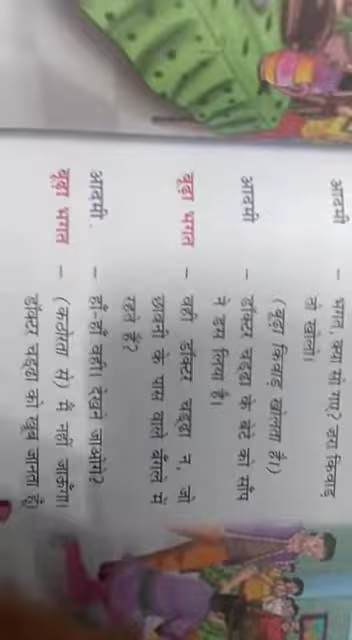 आदमी – भगत, क्या सो गए? ज़रा किवाड़
तो खोलो।
(बूढ़ा किवाड़ खोलता है।)
आदमी – डॉक्टर चड्ढा के बेटे को साँप
ने डस लिया है।
बूढ़ा भगत – वही डॉक्टर चड्ढा न, जो
छावनी के पास वाले बँगले में
रहते हैं?
आदमी. – हाँ-हाँ वही। देखने जाओगे?
बूढ़ा भगत – (कठोरता से) मैं नहीं जाऊँगा।
डॉक्टर चड्ढा को खूब जानता हूँ।